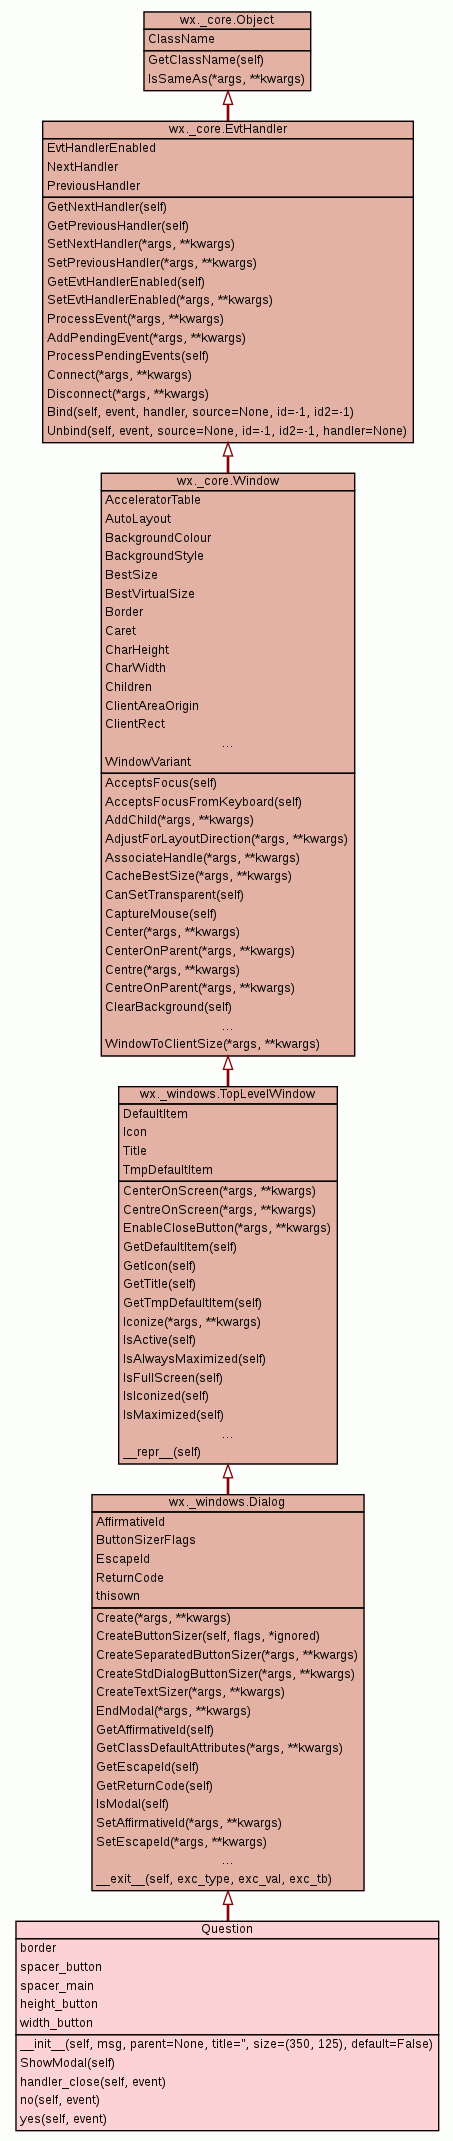 wx._core.Object
ClassName
GetClassName(self)
IsSameAs(*args, **kwargs)
wx._core.EvtHandler
EvtHandlerEnabled
NextHandler
PreviousHandler
GetNextHandler(self)
GetPreviousHandler(self)
SetNextHandler(*args, **kwargs)
SetPreviousHandler(*args, **kwargs)
GetEvtHandlerEnabled(self)
SetEvtHandlerEnabled(*args, **kwargs)
ProcessEvent(*args, **kwargs)
AddPendingEvent(*args, **kwargs)
ProcessPendingEvents(self)
Connect(*args, **kwargs)
Disconnect(*args, **kwargs)
Bind(self, event, handler, source=None, id=-1, id2=-1)
Unbind(self, event, source=None, id=-1, id2=-1, handler=None)
wx._core.Window
AcceleratorTable
AutoLayout
BackgroundColour
BackgroundStyle
BestSize
BestVirtualSize
Border
Caret
CharHeight
CharWidth
Children
ClientAreaOrigin
ClientRect
...
WindowVariant
AcceptsFocus(self)
AcceptsFocusFromKeyboard(self)
AddChild(*args, **kwargs)
AdjustForLayoutDirection(*args, **kwargs)
AssociateHandle(*args, **kwargs)
CacheBestSize(*args, **kwargs)
CanSetTransparent(self)
CaptureMouse(self)
Center(*args, **kwargs)
CenterOnParent(*args, **kwargs)
Centre(*args, **kwargs)
CentreOnParent(*args, **kwargs)
ClearBackground(self)
...
WindowToClientSize(*args, **kwargs)
wx._windows.TopLevelWindow
DefaultItem
Icon
Title
TmpDefaultItem
CenterOnScreen(*args, **kwargs)
CentreOnScreen(*args, **kwargs)
EnableCloseButton(*args, **kwargs)
GetDefaultItem(self)
GetIcon(self)
GetTitle(self)
GetTmpDefaultItem(self)
Iconize(*args, **kwargs)
IsActive(self)
IsAlwaysMaximized(self)
IsFullScreen(self)
IsIconized(self)
IsMaximized(self)
...
__repr__(self)
wx._windows.Dialog
AffirmativeId
ButtonSizerFlags
EscapeId
ReturnCode
thisown
Create(*args, **kwargs)
CreateButtonSizer(self, flags, *ignored)
CreateSeparatedButtonSizer(*args, **kwargs)
CreateStdDialogButtonSizer(*args, **kwargs)
CreateTextSizer(*args, **kwargs)
EndModal(*args, **kwargs)
GetAffirmativeId(self)
GetClassDefaultAttributes(*args, **kwargs)
GetEscapeId(self)
GetReturnCode(self)
IsModal(self)
SetAffirmativeId(*args, **kwargs)
SetEscapeId(*args, **kwargs)
...
__exit__(self, exc_type, exc_val, exc_tb)
Question
border
spacer_button
spacer_main
height_button
width_button
__init__(self, msg, parent=None, title='', size=(350, 125), default=False)
ShowModal(self)
handler_close(self, event)
no(self, event)
yes(self, event)